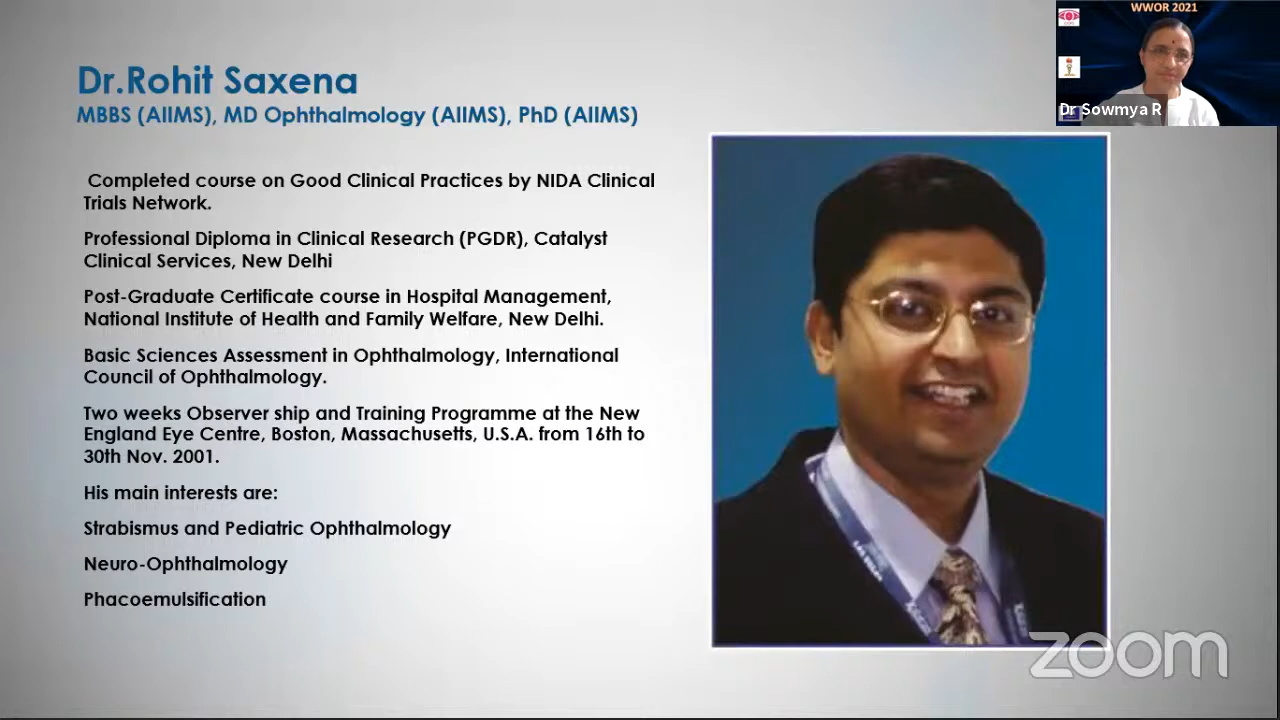 WWOR 2021
Dr Sowmya R
Dr.Rohit Saxena
MBBS (AIIMS), MD Ophthalmology (AIIMS), PhD (AIIMS)
Completed course on Good Clinical Practices by NIDA Clinical
Trials Network.
Professional Diploma in Clinical Research (PGDR), Catalyst
Clinical Services, New Delhi
Post-Graduate Certificate course in Hospital Management,
National Institute of Health and Family Welfare, New Delhi.
Basic Sciences Assessment in Ophthalmology, International
Council of Ophthalmology.
Two weeks Observer ship and Training Programme at the New
England Eye Centre, Boston, Massachusetts, U.S.A. from 16th to
30th Nov. 2001.
His main interests are:
Strabismus and Pediatric Ophthalmology
Neuro-Ophthalmology
Phacoemulsification
zoom